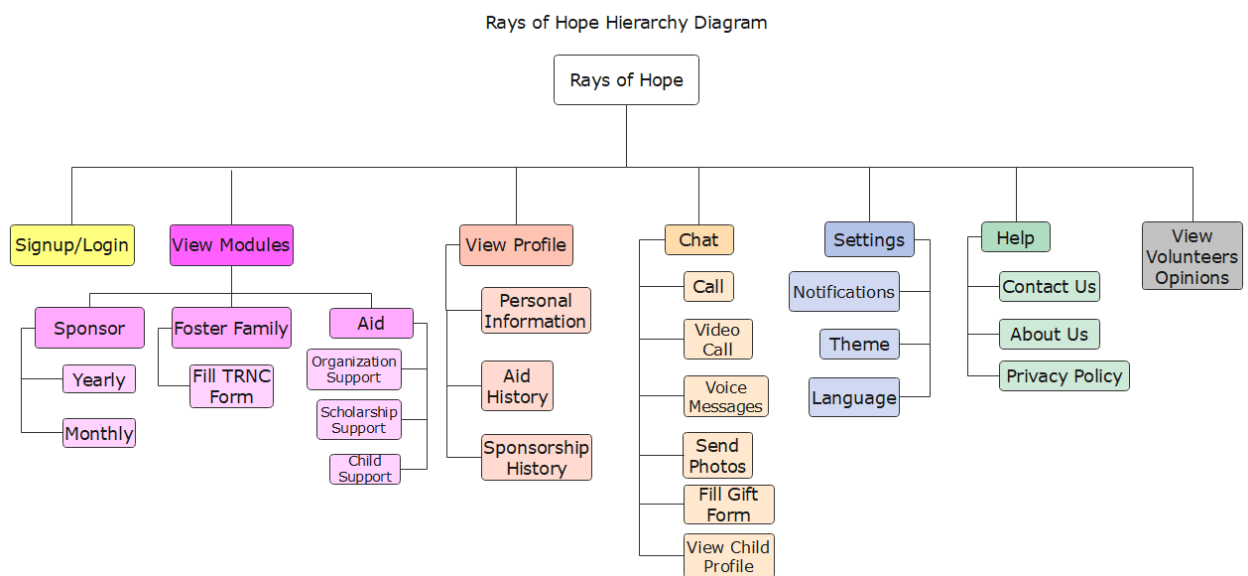 Rays of Hope Hierarchy Diagram
Rays of Hope
Signup/Login
View Modules
View Profile
Chat
Settings
Help
View
Volunteers
Opinions
Sponsor
Yearly
Monthly
Foster Family
Fill TRNC
Form
Aid
Organization
Support
Scholarship
Support
Child
Support
Personal
Information
Aid
History
Sponsorship
History
Call
Video
Call
Voice
Messages
Send
Photos
Fill Gift
Form
View Child
Profile
Notifications
Theme
Language
Contact Us
About Us
Privacy Policy